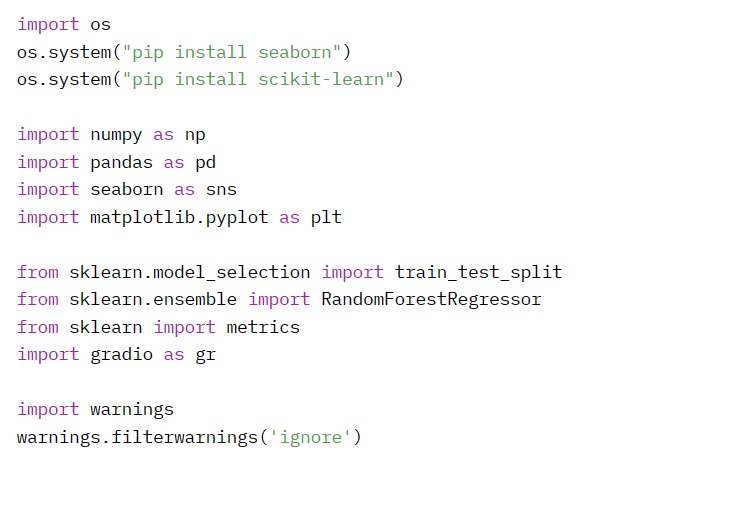 import os
os.system("pip install seaborn")
os.system("pip install scikit-learn")
import numpy as np
import pandas as pd
import seaborn as sns
import matplotlib.pyplot as plt
from sklearn.model_selection import train_test_split
from sklearn.ensemble import RandomForestRegressor
from sklearn import metrics
import gradio as gr
import warnings
warnings.filterwarnings('ignore')